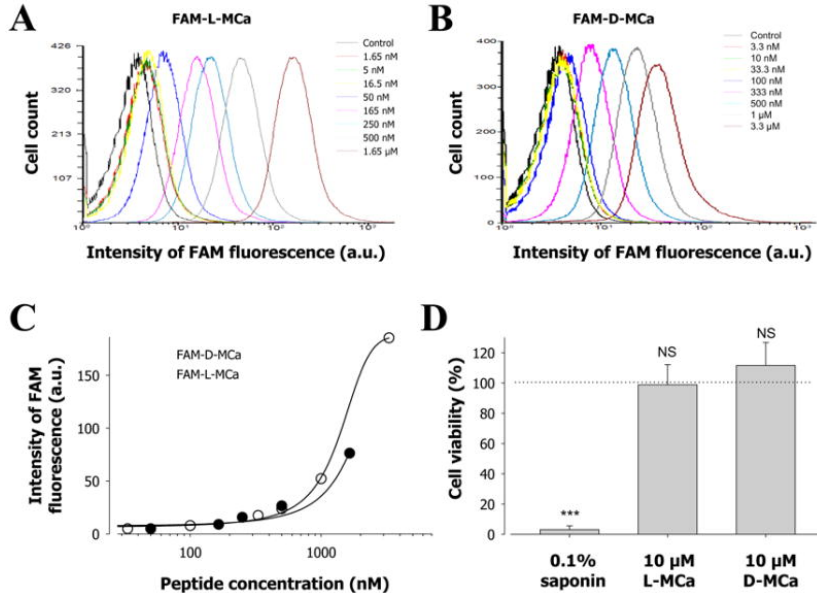 A
FAM-L-MCa
426
320
213
107
Cell count
10¹
10²
Intensity of FAM fluorescence (a.u.)
Control
1.65 nM
5 nM
16.5 nM
50 nM
165 nM
250 nM
500 nM
1.65 µM
B
FAM-D-MCa
400
300
200
100
0
Cell count
Intensity of FAM fluorescence (a.u.)
Control
3.3 nM
10 nM
33.3 nM
100 nM
333 nM
500 nM
1 µM
3.3 µM
C
FAM-D-MCa
FAM-L-MCa
150
100
50
0
Intensity of FAM
fluorescence (a.u.)
100
1000
Peptide concentration (nM)
D
120
100
80
60
40
20
0
Cell viability (%)
***
NS
NS
0.1%
saponin
10 µM
L-MCa
10 µM
D-MCa